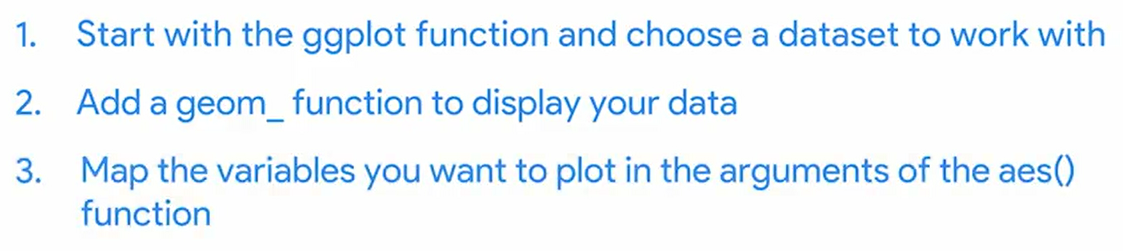 1. Start with the ggplot function and choose a dataset to work with
2. Add a geom_ function to display your data
3. Map the variables you want to plot in the arguments of the aes()
function